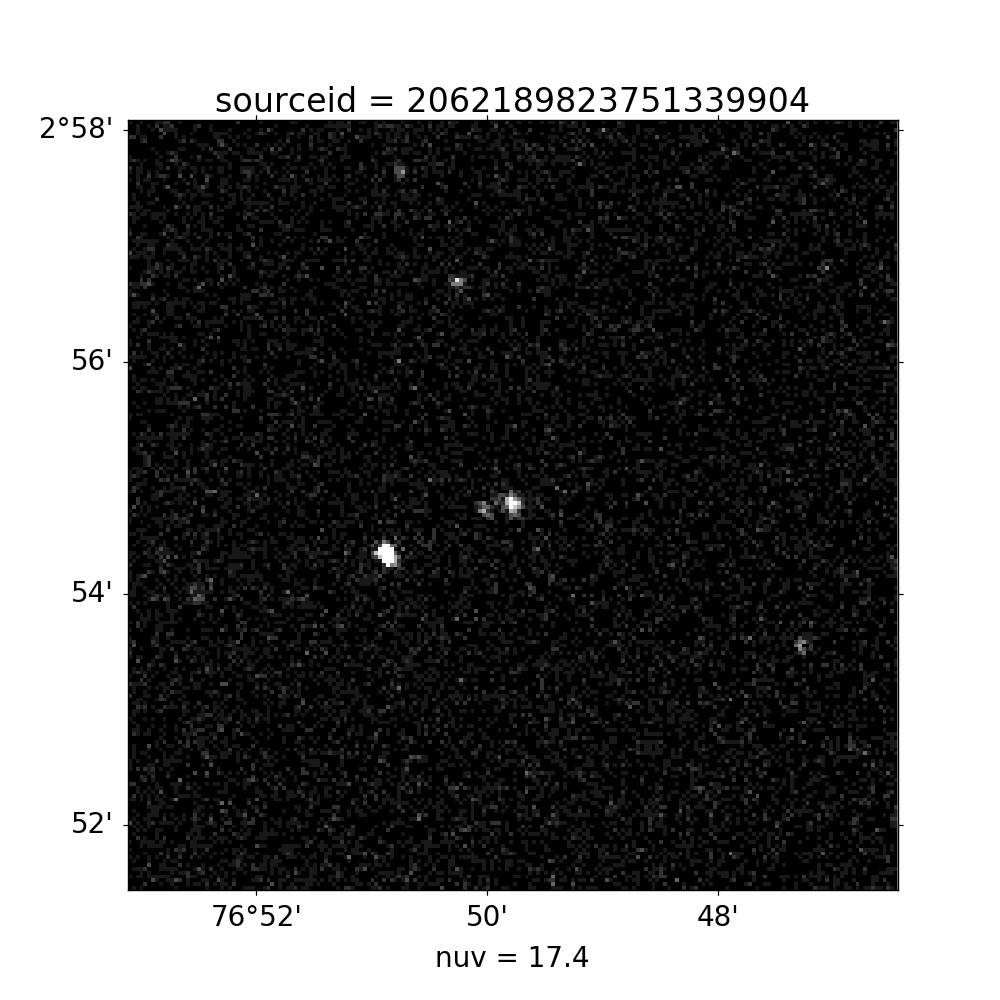 sourceid = 2062189823751339904
2°58'
56'
54'
52'
76°52' 50' 48'
nuv = 17.4